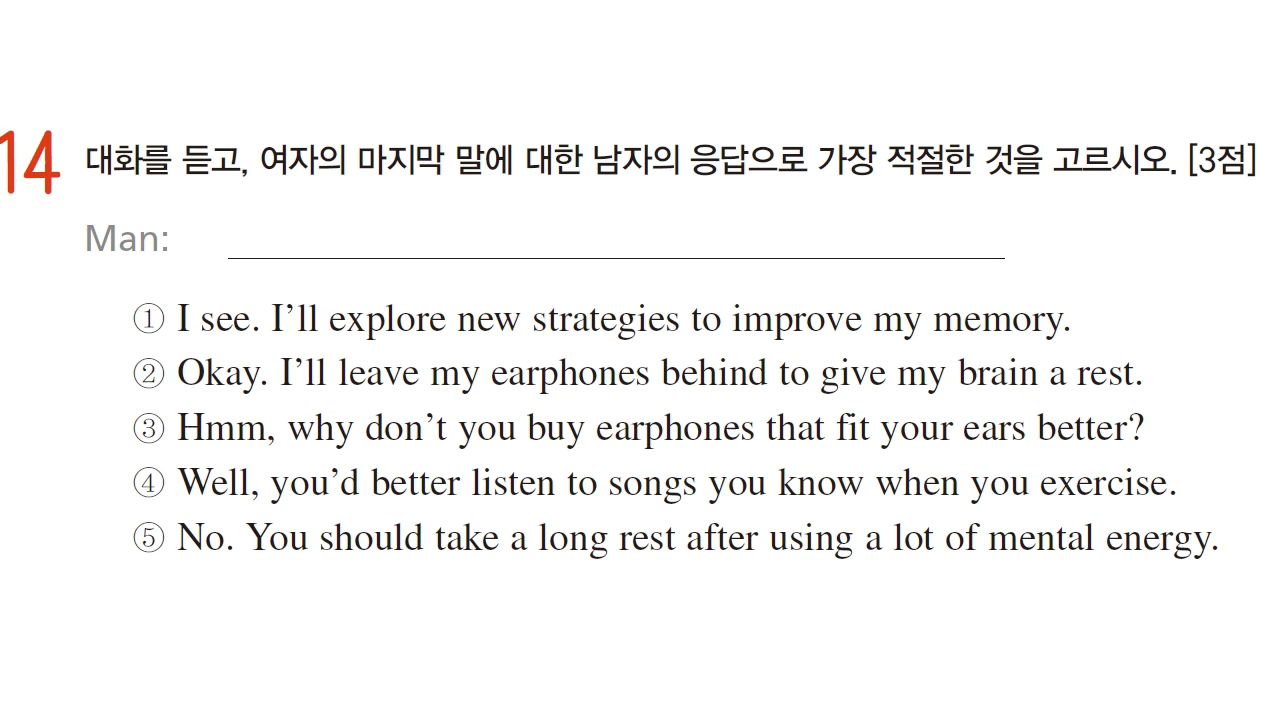 14 대화를 듣고, 여자의 마지막 말에 대한 남자의 응답으로 가장 적절한 것을 고르시오. [3점]
Man:
① I see. I’ll explore new strategies to improve my memory.
② Okay. I’ll leave my earphones behind to give my brain a rest.
③ Hmm, why don’t you buy earphones that fit your ears better?
④ Well, you’d better listen to songs you know when you exercise.
⑤ No. You should take a long rest after using a lot of mental energy.